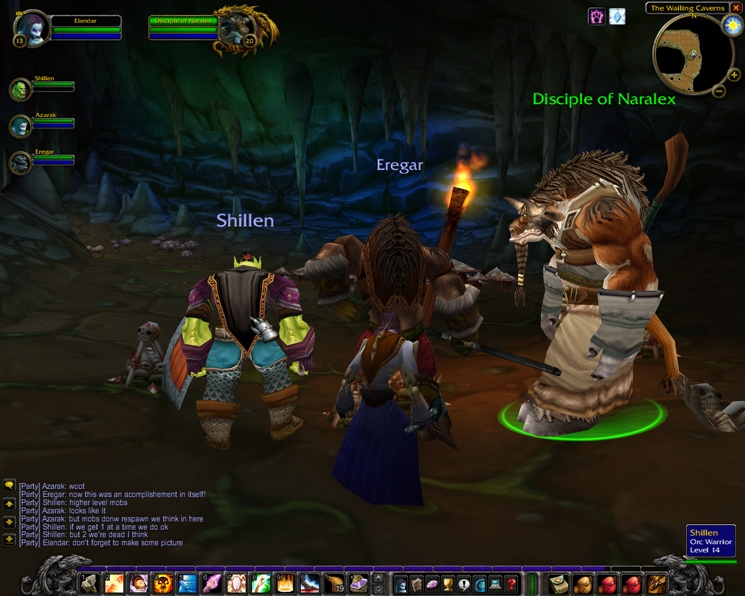 Elandar
13
Disciple of Naralex
20
The Wailing Caverns
N
Shillen
Azarak
Eregar
Disciple of Naralex
Eregar
Shillen
[Party] Azarak: woot
[Party] Eregar: now this was an acomplishement in itself!
[Party] Shillen: higher level mobs
[Party] Azarak: looks like it
[Party] Azarak: but mobs donw respawn we think in here
[Party] Shillen: if we get 1 at a time we do ok
[Party] Shillen: but 2 we're dead I think
[Party] Elandar: don't forget to make some picture
Shillen
Orc Warrior
Level 14
19